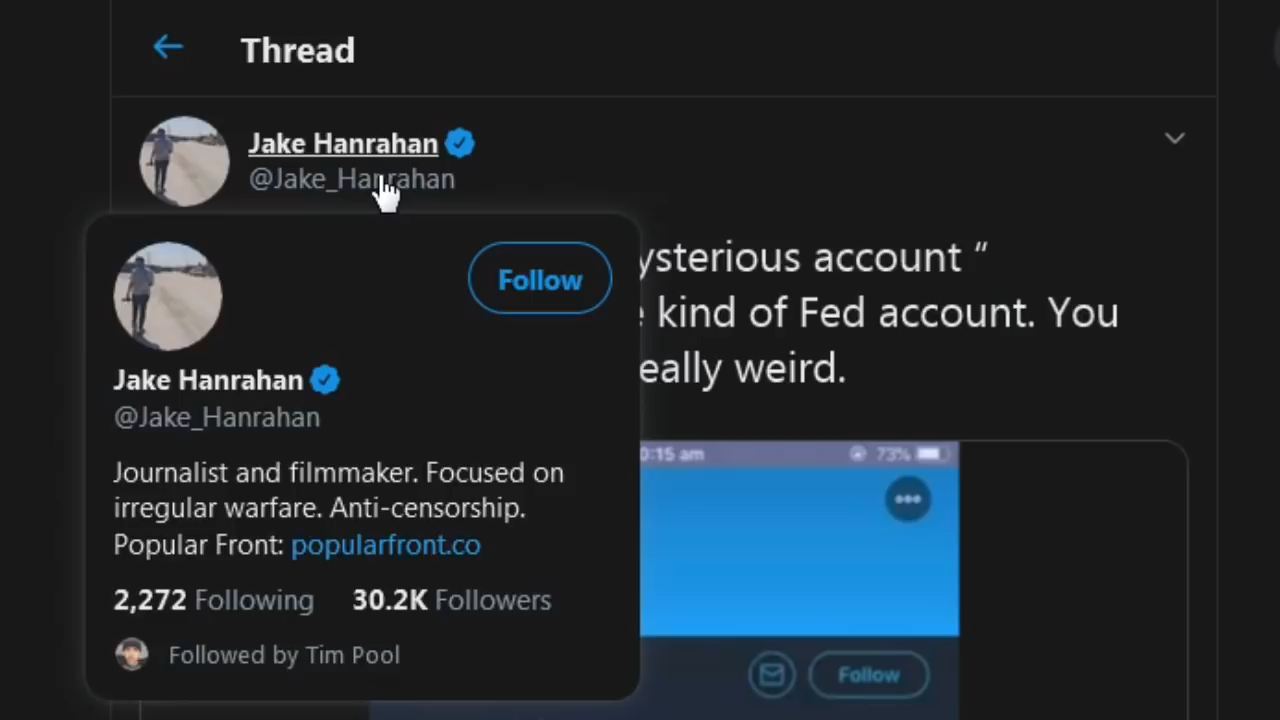 Thread
Jake Hanrahan
@Jake_Hanrahan
ysterious account “
kind of Fed account. You
eally weird.
Follow
Jake Hanrahan
@Jake_Hanrahan
Journalist and filmmaker. Focused on
irregular warfare. Anti-censorship.
Popular Front: popularfront.co
2,272 Following 30.2K Followers
Followed by Tim Pool
0:15 am 73%
Follow